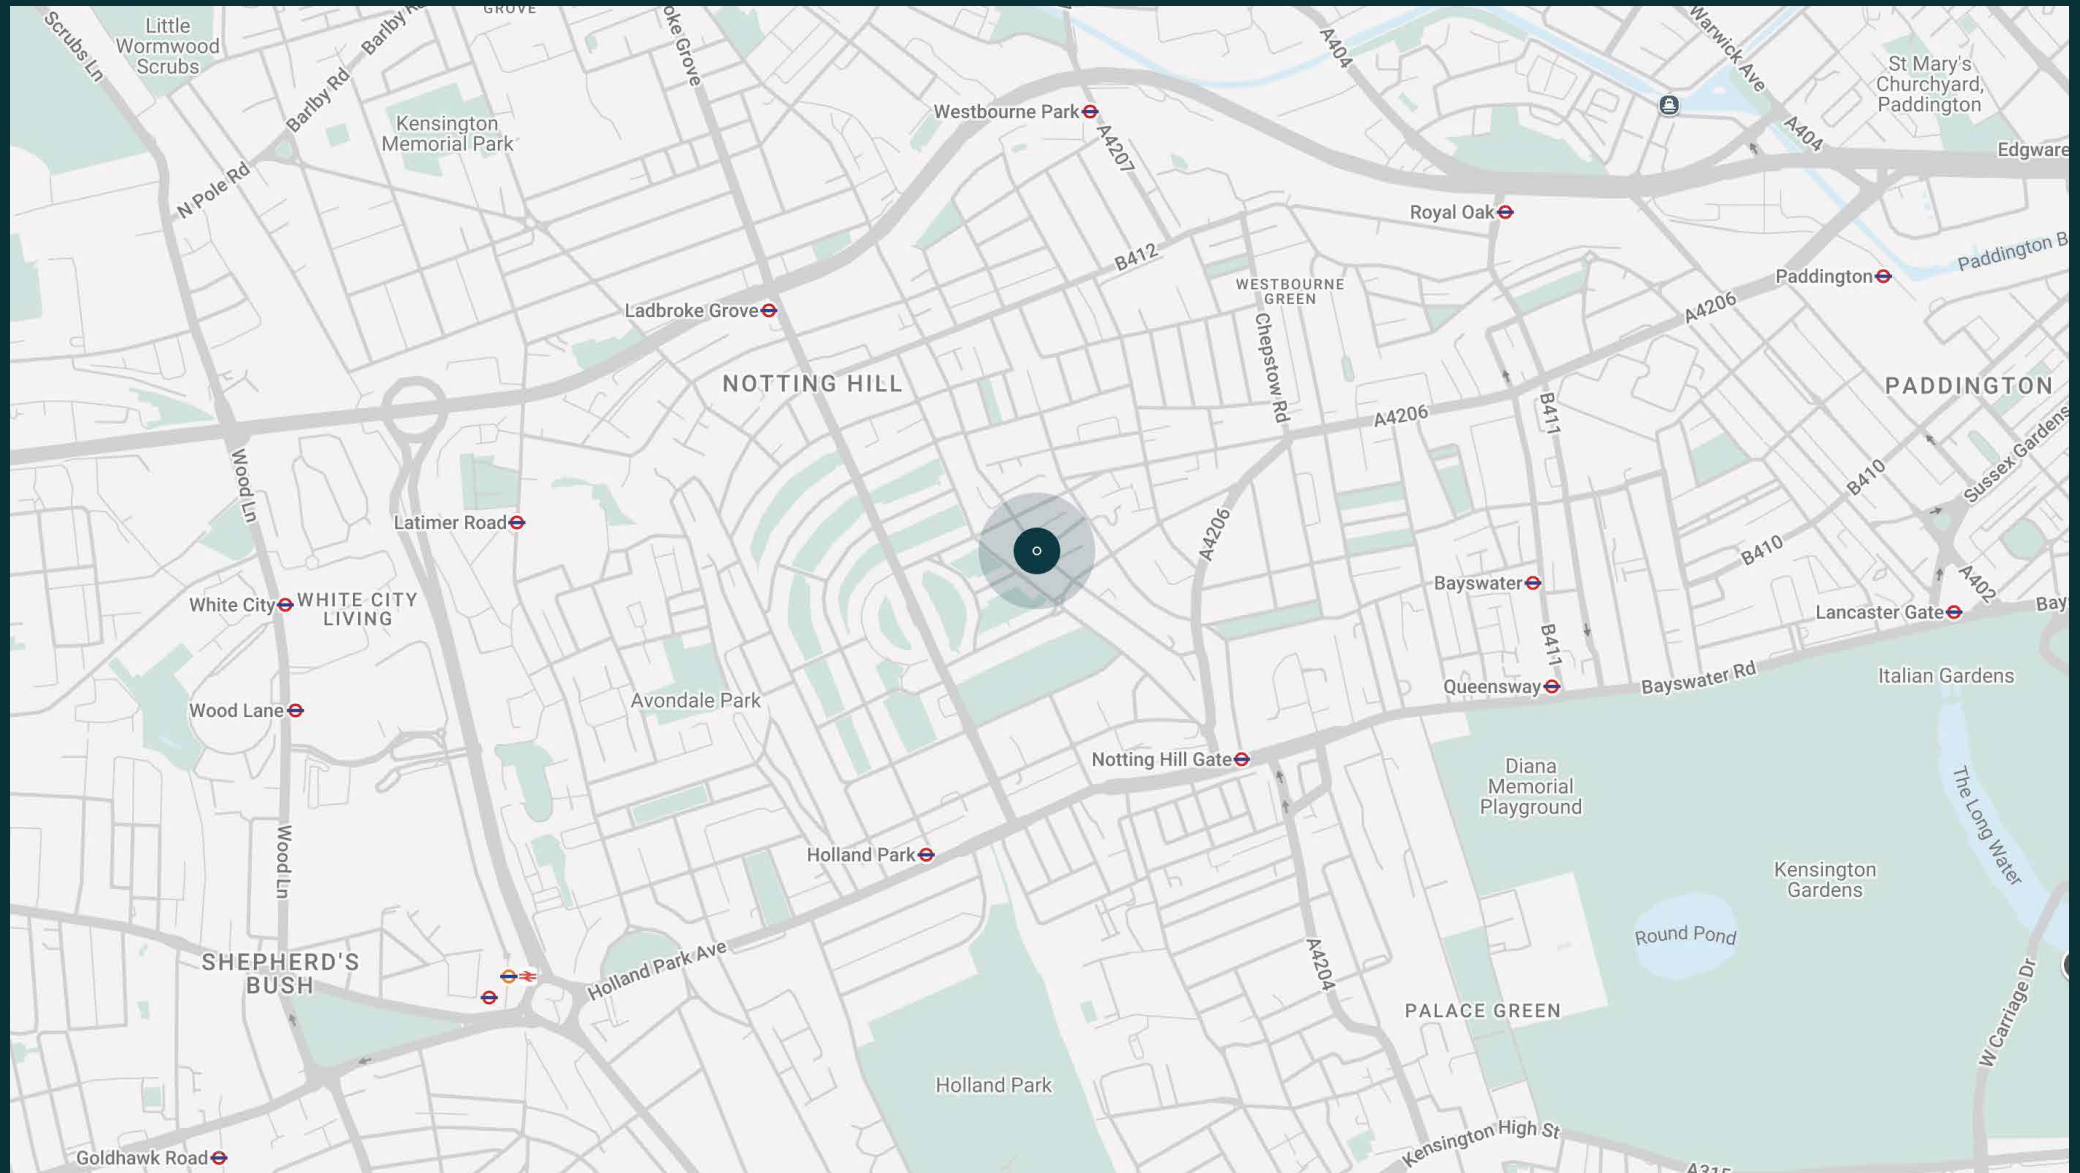 GROVE
Scrubs Ln
Little
Wormwood
Scrubs
Barlby Rd
Barlby R
oke Grove
Kensington
Memorial Park
N Pole Rd
Westbourne Park
A4207
A404
Warwick Ave
St Mary's
Churchyard,
Paddington
A404
Edgware
Royal Oak
B412
Ladbroke Grove
WESTBOURNE
GREEN
Chepstow Rd
Paddington
Paddington B
A4206
NOTTING HILL
PADDINGTON
A4206
B411
Wood Ln
B410
Sussex Gardens
Latimer Road
A4206
B410
White City
WHITE CITY
LIVING
Bayswater
A402
Lancaster Gate
Bay
B411
Avondale Park
Wood Lane
Queensway
Bayswater Rd
Italian Gardens
Notting Hill Gate
Diana
Memorial
Playground
The Long Water
Wood Ln
Holland Park
Kensington
Gardens
Round Pond
SHEPHERD'S
BUSH
Holland Park Ave
A4204
PALACE GREEN
W Carriage Dr
Holland Park
Kensington High St
Goldhawk Road
A315